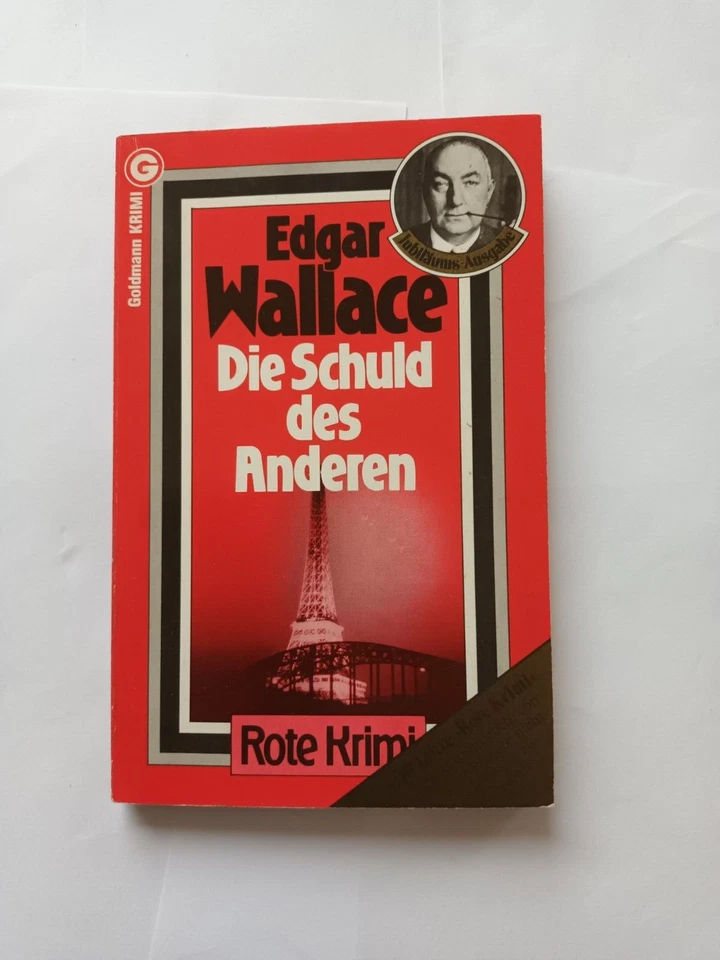 G
Goldmann KRIMI
Jubiläums-Ausgabe
Edgar
Wallace
Die Schuld
des
Anderen
Rote Krimi